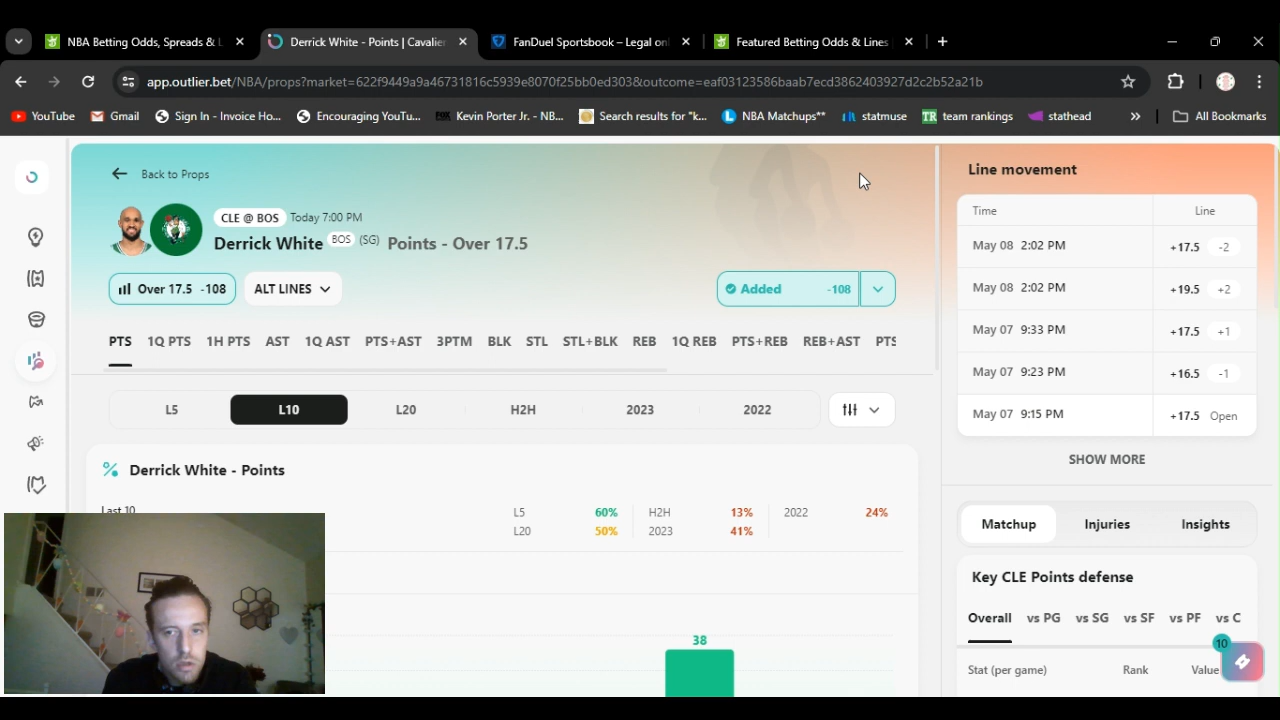 NBA Betting Odds, Spreads & L
Derrick White - Points | Cavalier
FanDuel Sportsbook – Legal onl
Featured Betting Odds & Lines
YouTube
Gmail
Sign In - Invoice Ho...
Encouraging YouTu...
Kevin Porter Jr. - NB...
Search results for "k...
NBA Matchups**
statmuse
TR team rankings
stathead
All Bookmarks
Back to Props
CLE @ BOS Today 7:00 PM
Derrick White BOS (SG) Points - Over 17.5
Over 17.5 -108
ALT LINES
Added -108
PTS 1Q PTS 1H PTS AST 1Q AST PTS+AST 3PTM BLK STL STL+BLK REB 1Q REB PTS+REB REB+AST PTS
L5 L10 L20 H2H 2023 2022
Derrick White - Points
Last 10
L5 60% H2H 13% 2022 24%
L20 50% 2023 41%
38
Line movement
Time Line
May 08 2:02 PM +17.5 -2
May 08 2:02 PM +19.5 +2
May 07 9:33 PM +17.5 +1
May 07 9:23 PM +16.5 -1
May 07 9:15 PM +17.5 Open
SHOW MORE
Matchup Injuries Insights
Key CLE Points defense
Overall vs PG vs SG vs SF vs PF vs C
10
Stat (per game) Rank Value